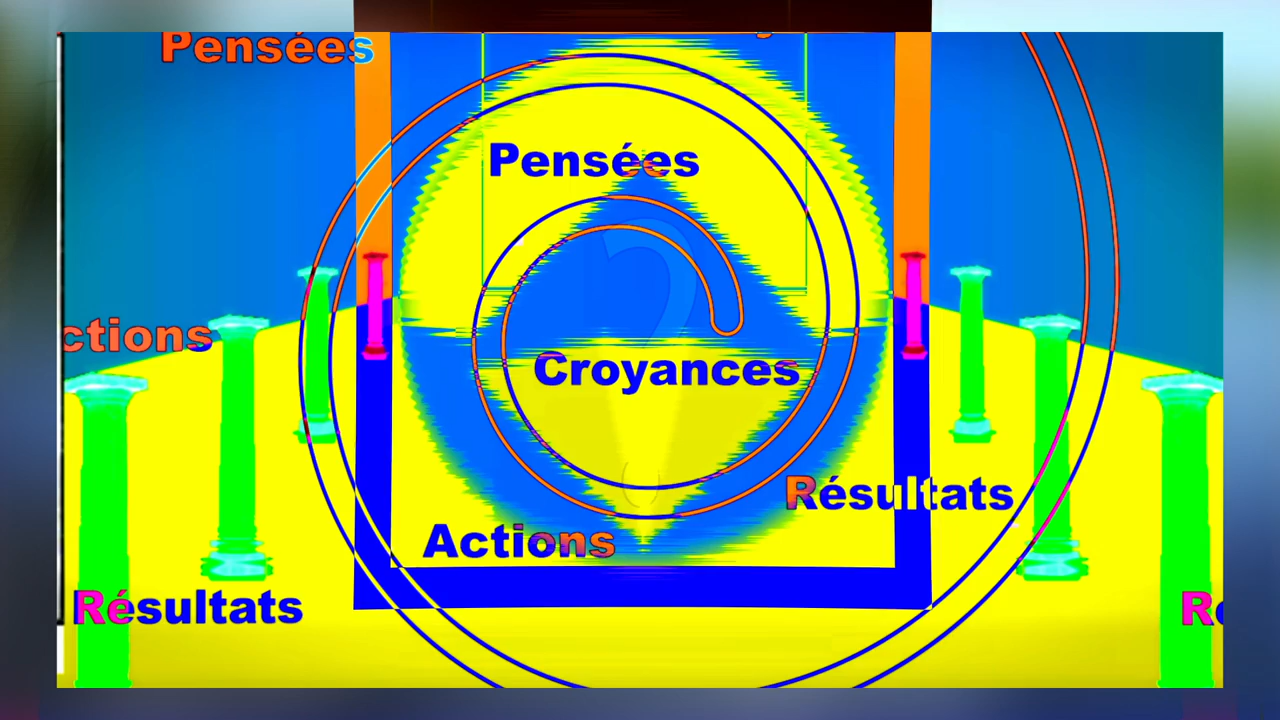 Pensées
Pensées
ctions
Croyances
Résultats
Actions
Résultats
R